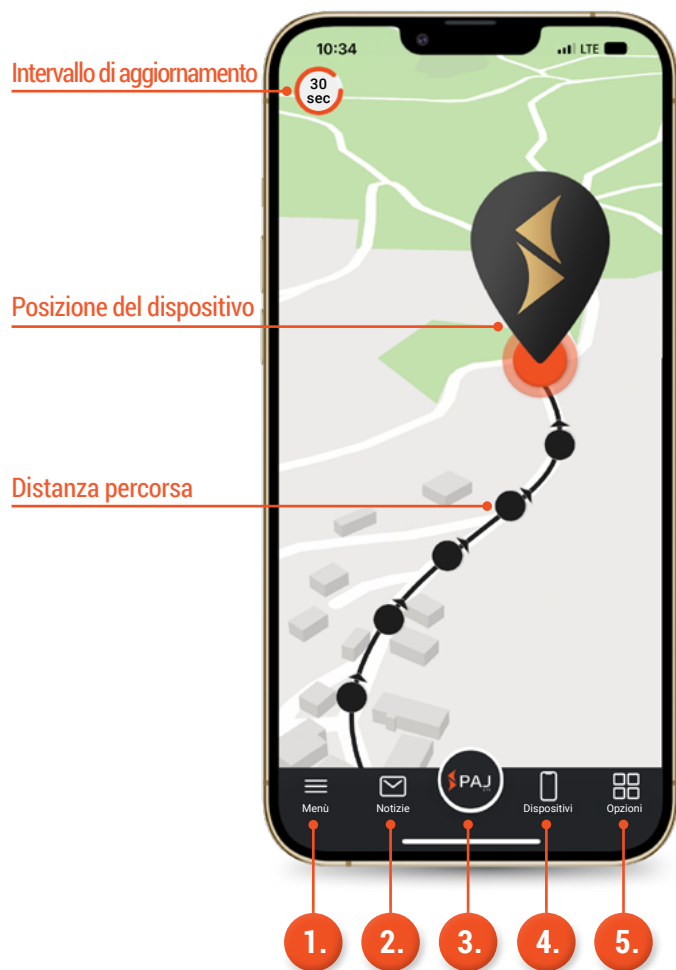 10:34
LTE
Intervallo di aggiornamento
30
sec
Posizione del dispositivo
Distanza percorsa
PAJ
Menù
Notizie
Dispositivi
Opzioni
1.
2.
3.
4.
5.